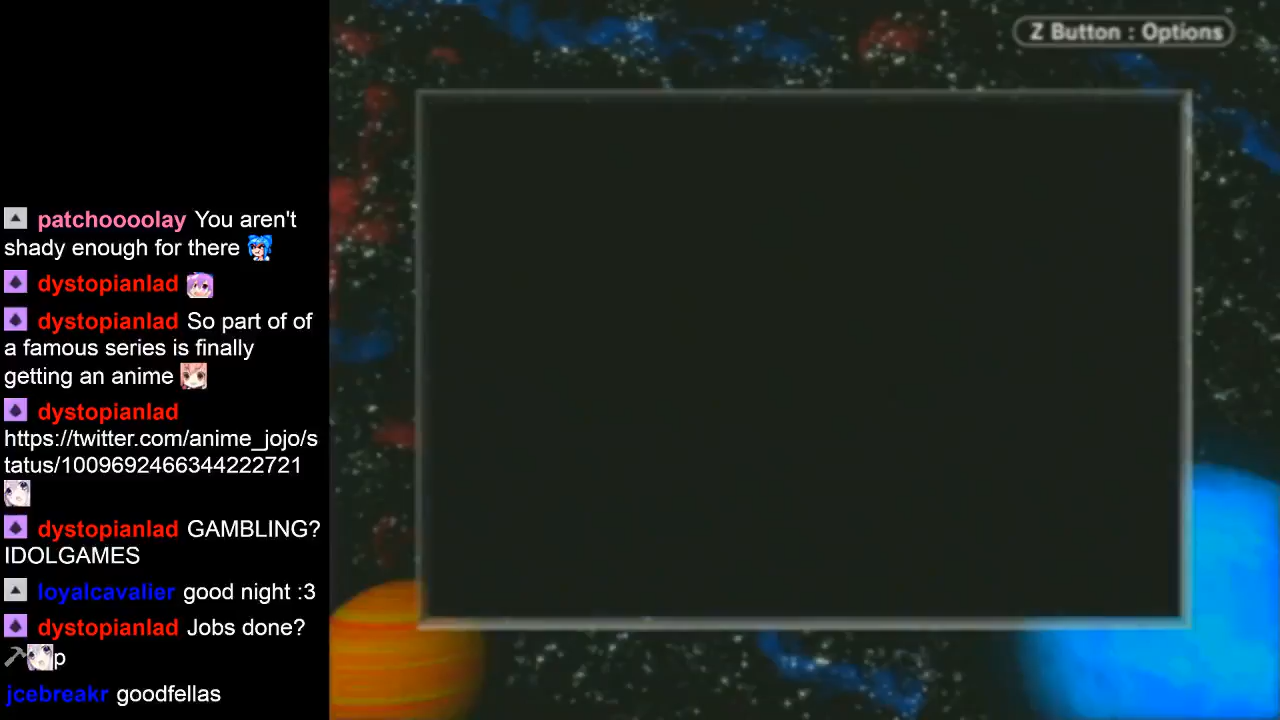 Z Button : Options
patchoooolay You aren't
shady enough for there
dystopianlad
dystopianlad So part of of
a famous series is finally
getting an anime
dystopianlad
https://twitter.com/anime_jojo/s
tatus/1009692466344222721
dystopianlad GAMBLING?
IDOLGAMES
loyalcavalier good night :3
dystopianlad Jobs done?
p
jcebreakr goodfellas